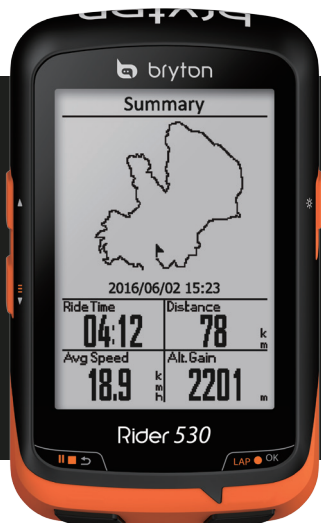 bryton
bryton
Summary
2016/06/02 15:23
Ride Time
04:12
Distance
78 km
Avg Speed
18.9 kmh
Alt. Gain
2201 m
Rider 530
LAP OK